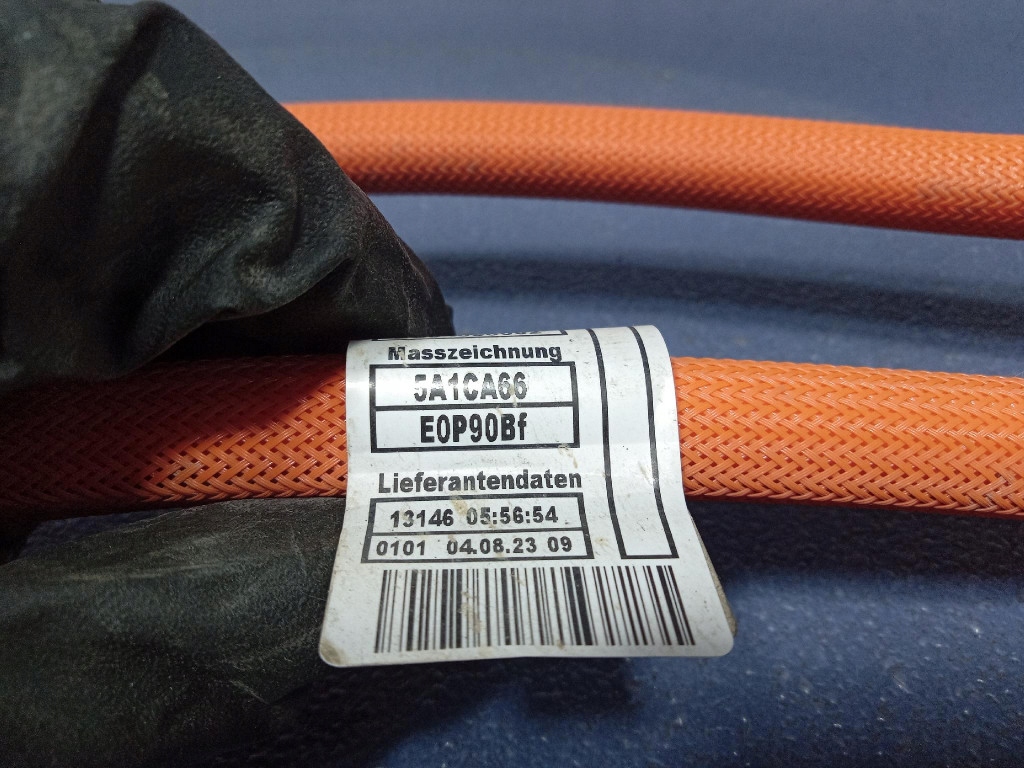 Masszeichnung
5A1CA66
E0P90Bf
Lieferantendaten
13146 05:56:54
0101 04.08.23 09